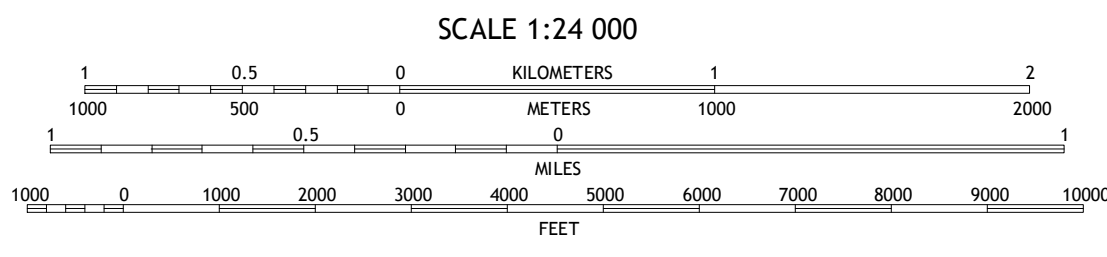 SCALE 1:24 000
1 0.5 0 KILOMETERS 1 2
1000 500 0 METERS 1000 2000
1 0.5 0 1
MILES
1000 0 1000 2000 3000 4000 5000 6000 7000 8000 9000 10000
FEET